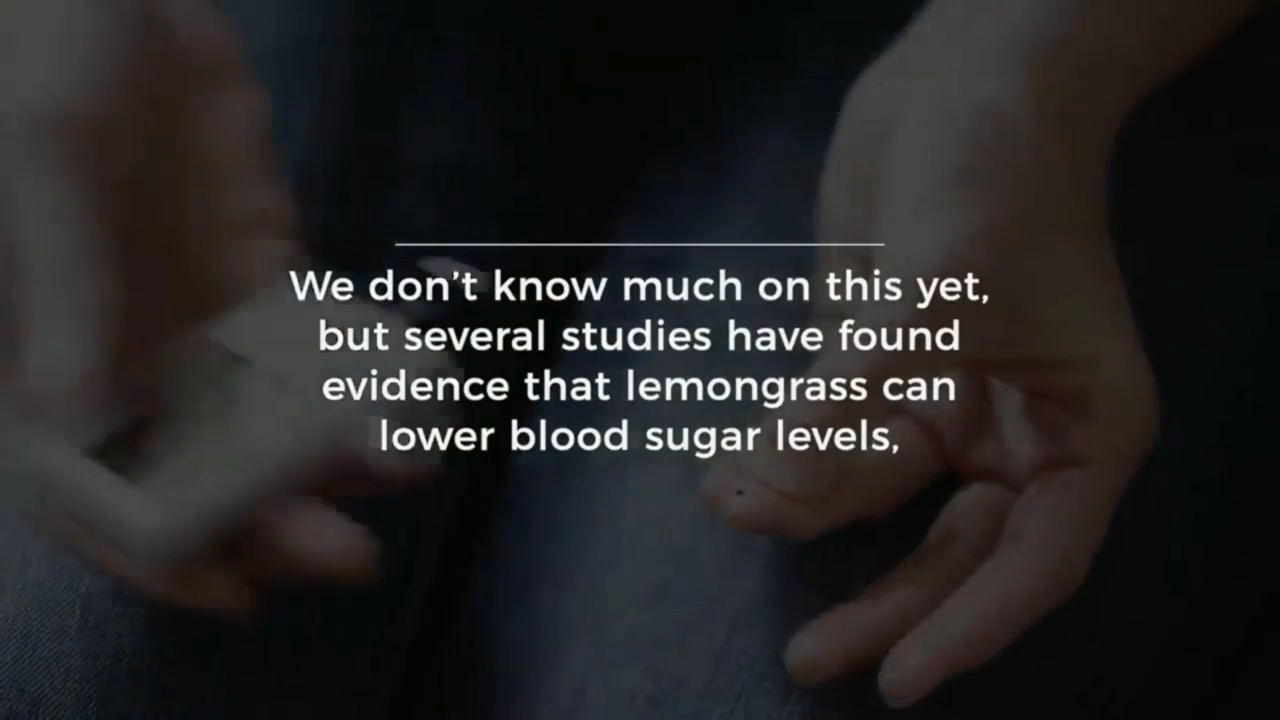 We don’t know much on this yet,
but several studies have found
evidence that lemongrass can
lower blood sugar levels,